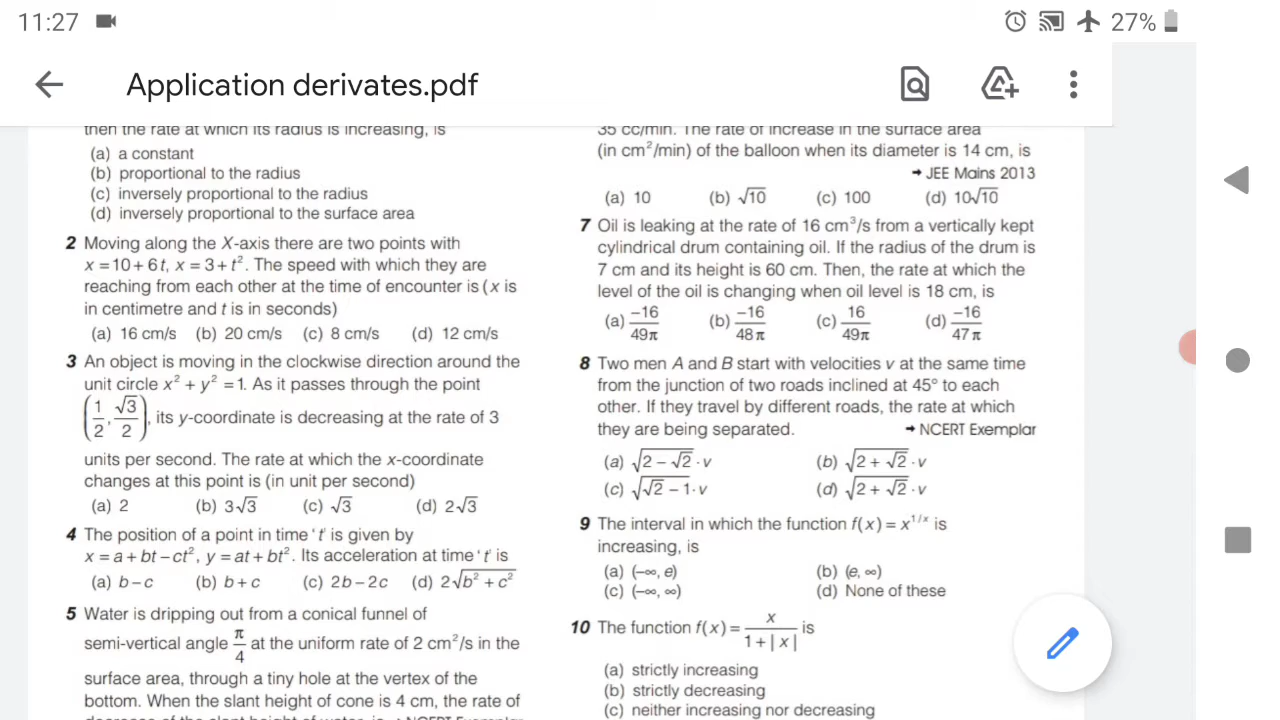 11:27 27%
Application derivates.pdf
then the rate at which its radius is increasing, is
(a) a constant
(b) proportional to the radius
(c) inversely proportional to the radius
(d) inversely proportional to the surface area
2 Moving along the X-axis there are two points with
x = 10 + 6t, x = 3 + t². The speed with which they are
reaching from each other at the time of encounter is (x is
in centimetre and t is in seconds)
(a) 16 cm/s (b) 20 cm/s (c) 8 cm/s (d) 12 cm/s
3 An object is moving in the clockwise direction around the
unit circle x² + y² = 1. As it passes through the point
(1/2, √3/2), its y-coordinate is decreasing at the rate of 3
units per second. The rate at which the x-coordinate
changes at this point is (in unit per second)
(a) 2 (b) 3√3 (c) √3 (d) 2√3
4 The position of a point in time 't' is given by
x = a + bt − ct², y = at + bt². Its acceleration at time 't' is
(a) b − c (b) b + c (c) 2b − 2c (d) 2√(b² + c²)
5 Water is dripping out from a conical funnel of
semi-vertical angle π/4 at the uniform rate of 2 cm²/s in the
surface area, through a tiny hole at the vertex of the
bottom. When the slant height of cone is 4 cm, the rate of
decrease of the slant height of water, is → NCERT Exemplar
35 cc/min. The rate of increase in the surface area
(in cm²/min) of the balloon when its diameter is 14 cm, is
→ JEE Mains 2013
(a) 10 (b) √10 (c) 100 (d) 10√10
7 Oil is leaking at the rate of 16 cm³/s from a vertically kept
cylindrical drum containing oil. If the radius of the drum is
7 cm and its height is 60 cm. Then, the rate at which the
level of the oil is changing when oil level is 18 cm, is
(a) −16/49π (b) −16/48π (c) 16/49π (d) −16/47π
8 Two men A and B start with velocities v at the same time
from the junction of two roads inclined at 45° to each
other. If they travel by different roads, the rate at which
they are being separated. → NCERT Exemplar
(a) √(2 − √2) · v (b) √(2 + √2) · v
(c) √(√2 − 1) · v (d) √(2 + √2) · v
9 The interval in which the function f(x) = x^(1/x) is
increasing, is
(a) (−∞, e) (b) (e, ∞)
(c) (−∞, ∞) (d) None of these
10 The function f(x) = x/(1 + |x|) is
(a) strictly increasing
(b) strictly decreasing
(c) neither increasing nor decreasing